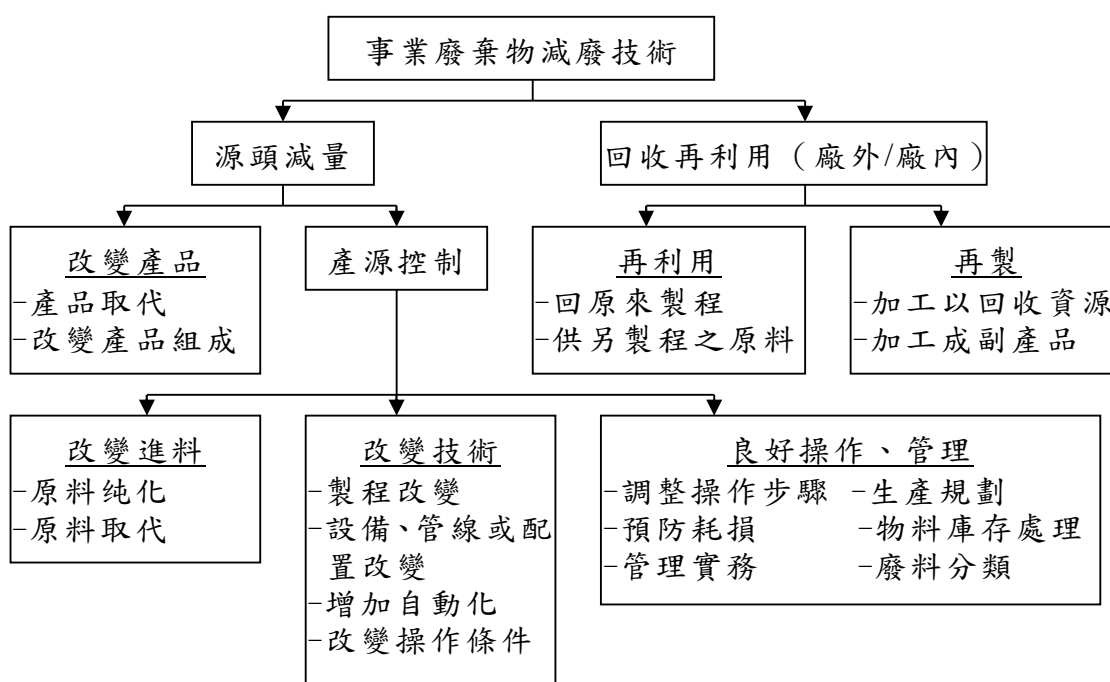 事業廢棄物減廢技術
源頭減量
回收再利用（廠外/廠內）
改變產品
-產品取代
-改變產品組成
產源控制
再利用
-回原來製程
-供另製程之原料
再製
-加工以回收資源
-加工成副產品
改變進料
-原料纯化
-原料取代
改變技術
-製程改變
-設備、管線或配
置改變
-增加自動化
-改變操作條件
良好操作、管理
-調整操作步驟
-預防耗損
-管理實務
-生產規劃
-物料庫存處理
-廢料分類